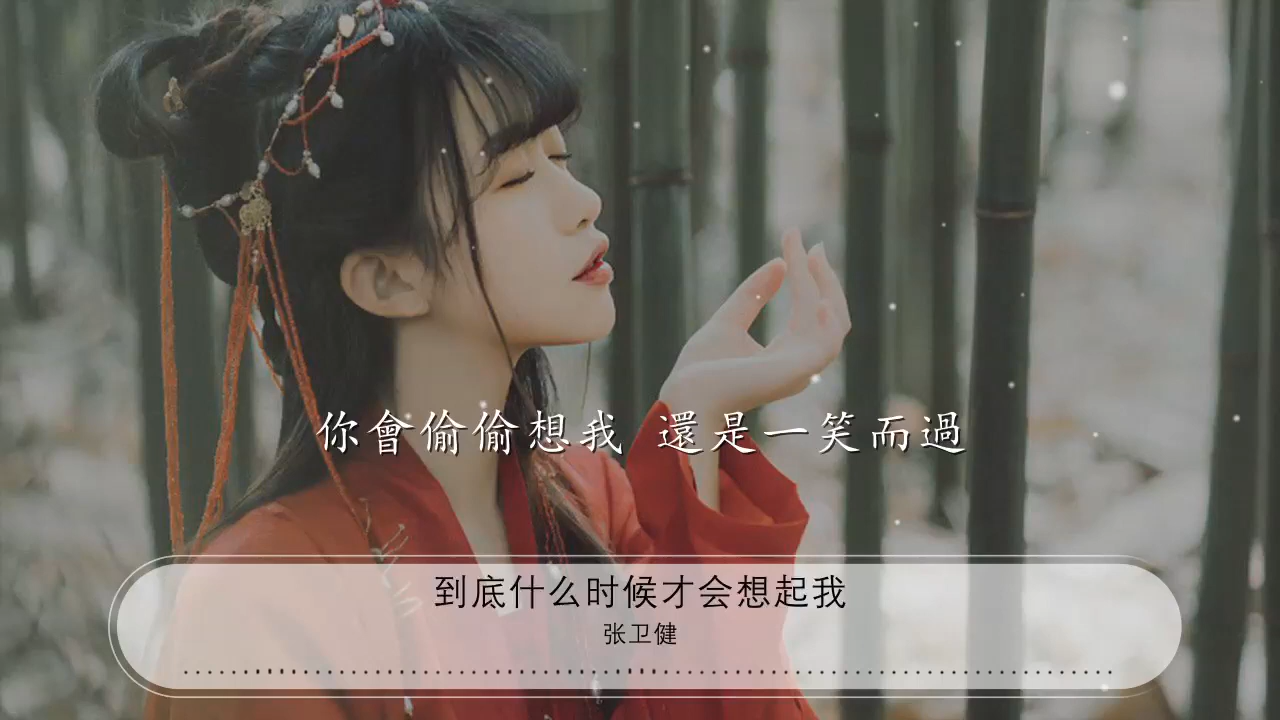 你會偷偷想我 還是一笑而過
到底什么时候才会想起我
张卫健